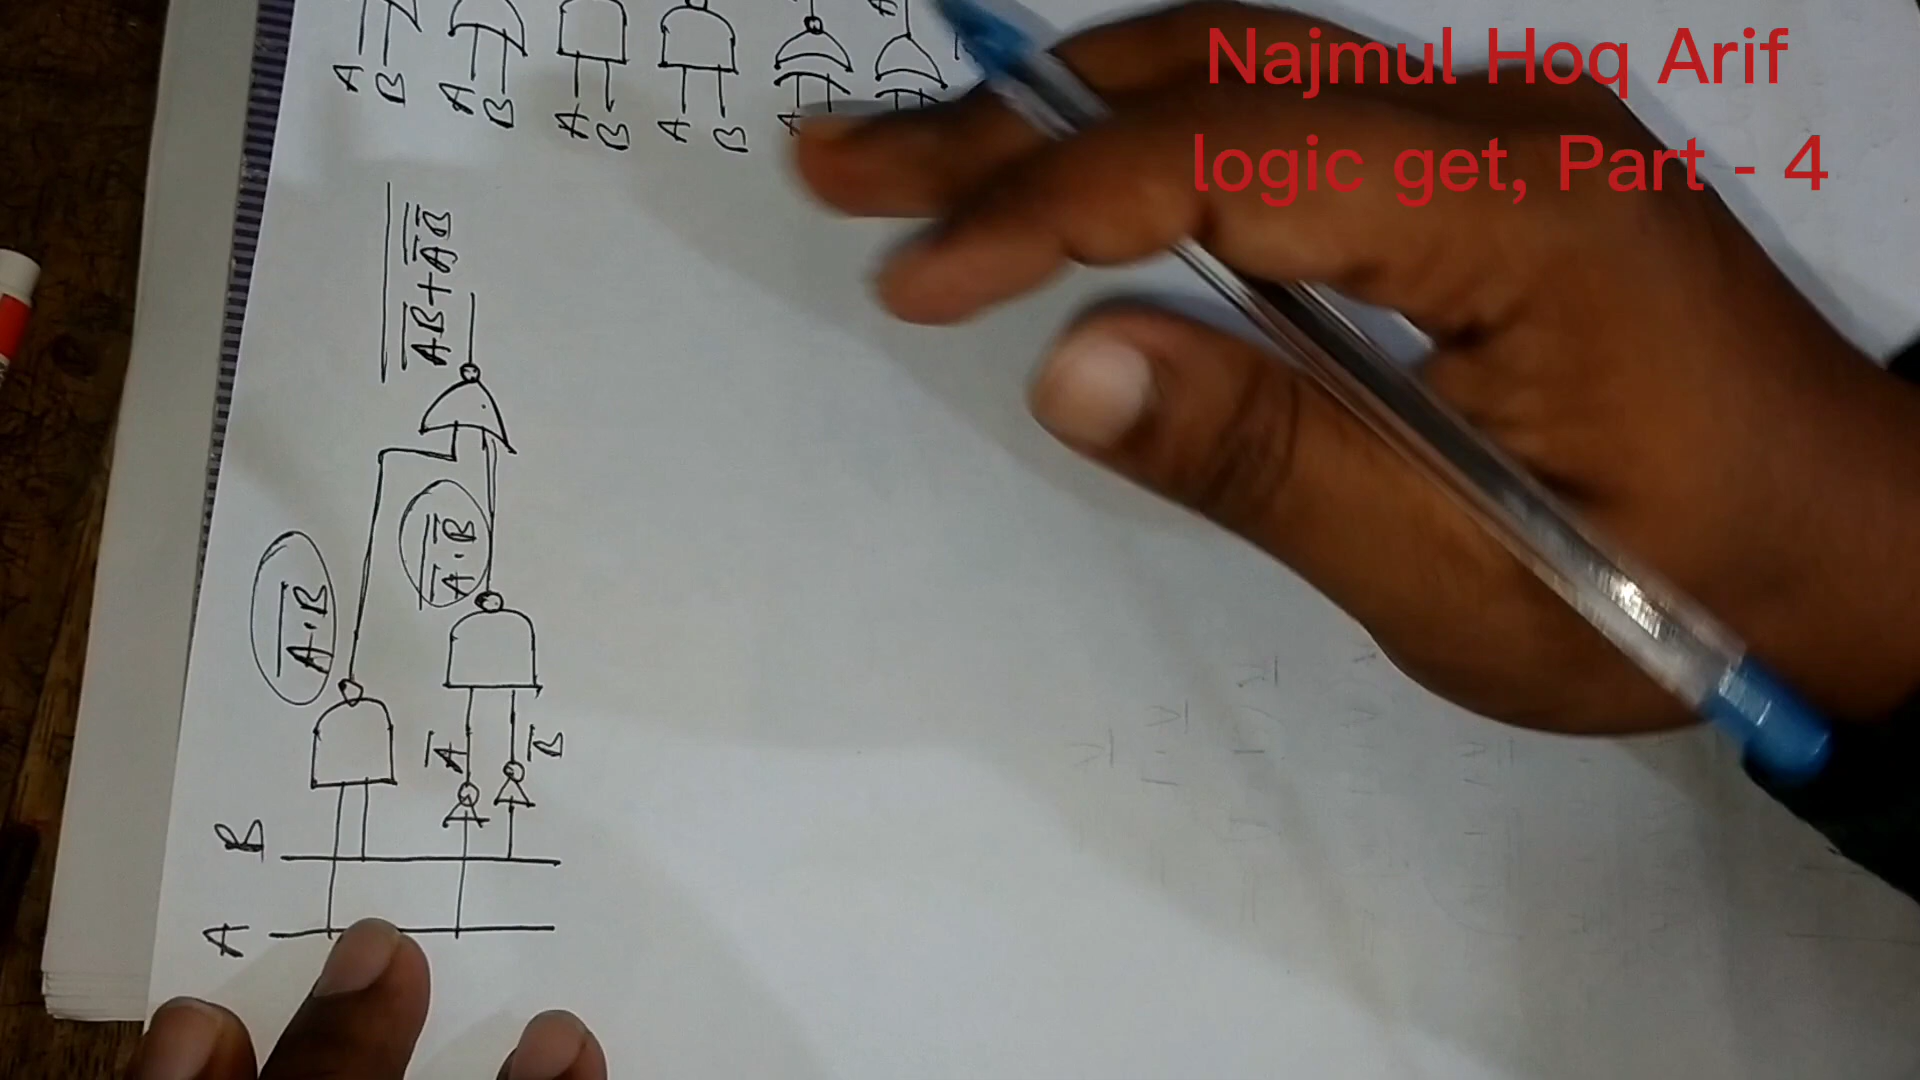 Najmul Hoq Arif
logic get, Part - 4
A B
A B
A B
A B
A
A
B
A̅·̅B̅
A̅
B̅
A̅̅·B̅̅
A̅B̅+A̅̅B̅̅